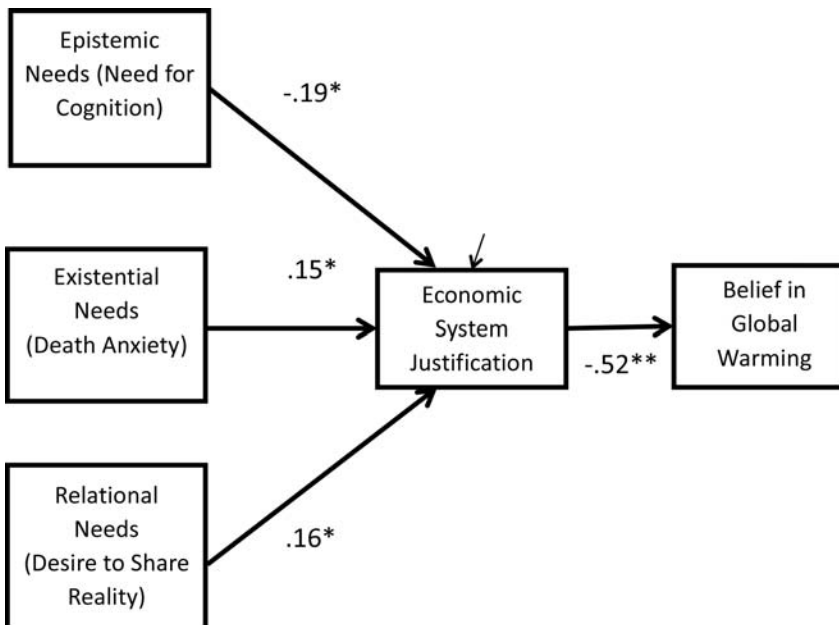 Epistemic
Needs (Need for
Cognition)
-.19*
Existential
Needs
(Death Anxiety)
.15*
Economic
System
Justification
-.52**
Belief in
Global
Warming
Relational
Needs
(Desire to Share
Reality)
.16*